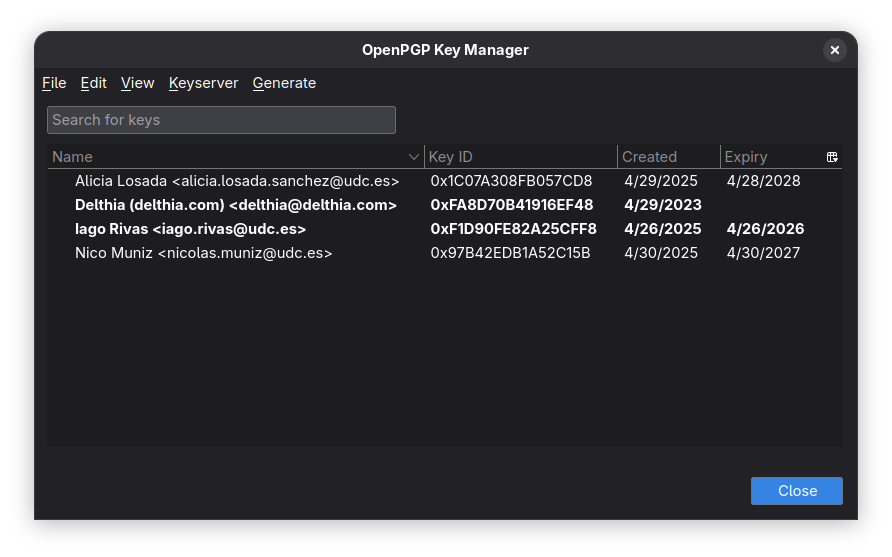 OpenPGP Key Manager
File Edit View Keyserver Generate
Search for keys
Name Key ID Created Expiry
Alicia Losada <alicia.losada.sanchez@udc.es> 0x1C07A308FB057CD8 4/29/2025 4/28/2028
Delthia (delthia.com) <delthia@delthia.com> 0xFA8D70B41916EF48 4/29/2023
Iago Rivas <iago.rivas@udc.es> 0xF1D90FE82A25CFF8 4/26/2025 4/26/2026
Nico Muniz <nicolas.muniz@udc.es> 0x97B42EDB1A52C15B 4/30/2025 4/30/2027
Close